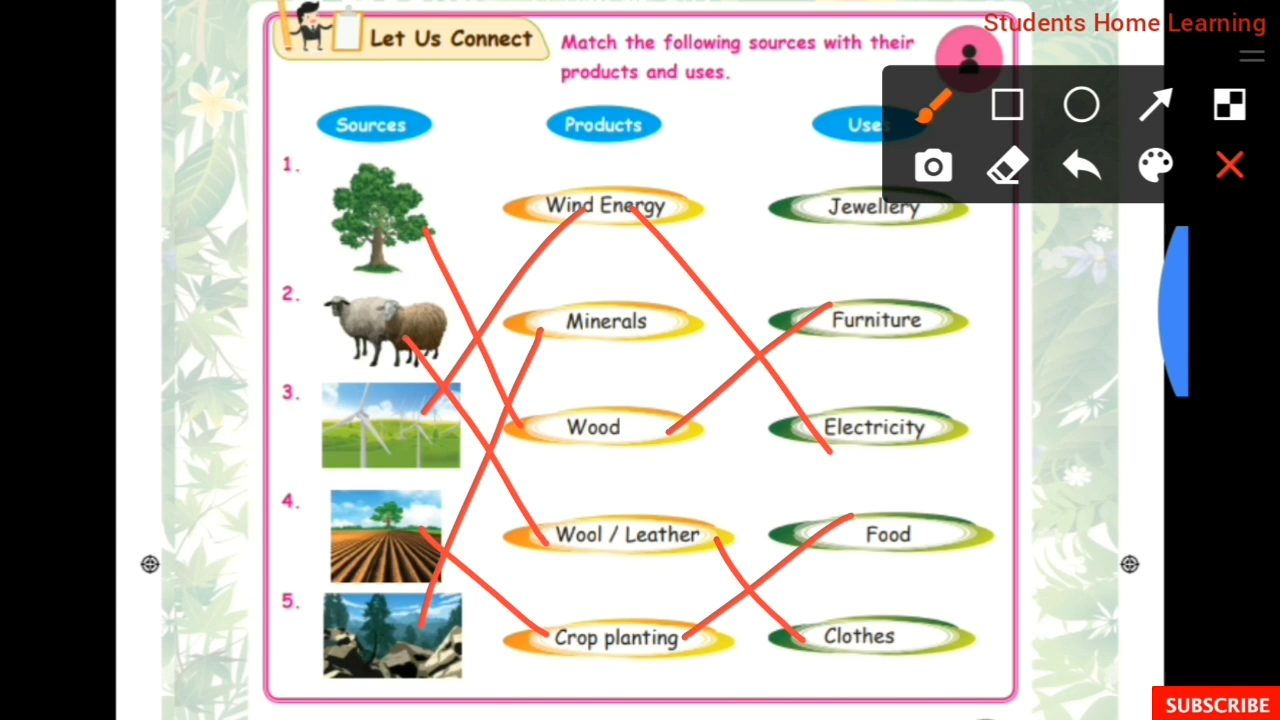 Students Home Learning
Let Us Connect
Match the following sources with their
products and uses.
Sources
Products
Uses
1.
Wind Energy
Jewellery
2.
Minerals
Furniture
3.
Wood
Electricity
4.
Wool / Leather
Food
5.
Crop planting
Clothes
SUBSCRIBE